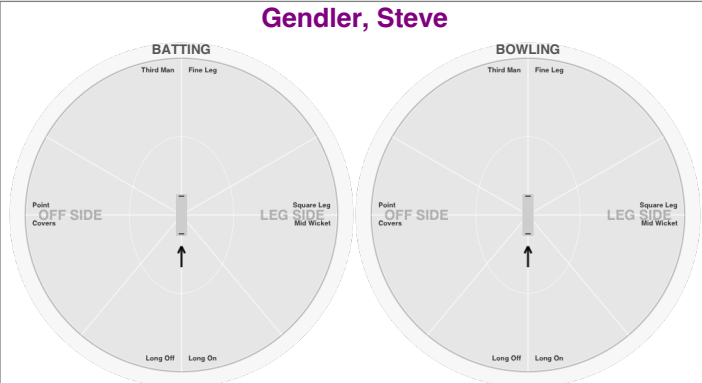 Gendler, Steve
BATTING
BOWLING
Third Man Fine Leg
Third Man Fine Leg
Point
Square Leg
Point
Square Leg
OFF SIDE
LEG SIDE
OFF SIDE
LEG SIDE
Covers
Mid Wicket
Covers
Mid Wicket
Long Off Long On
Long Off Long On